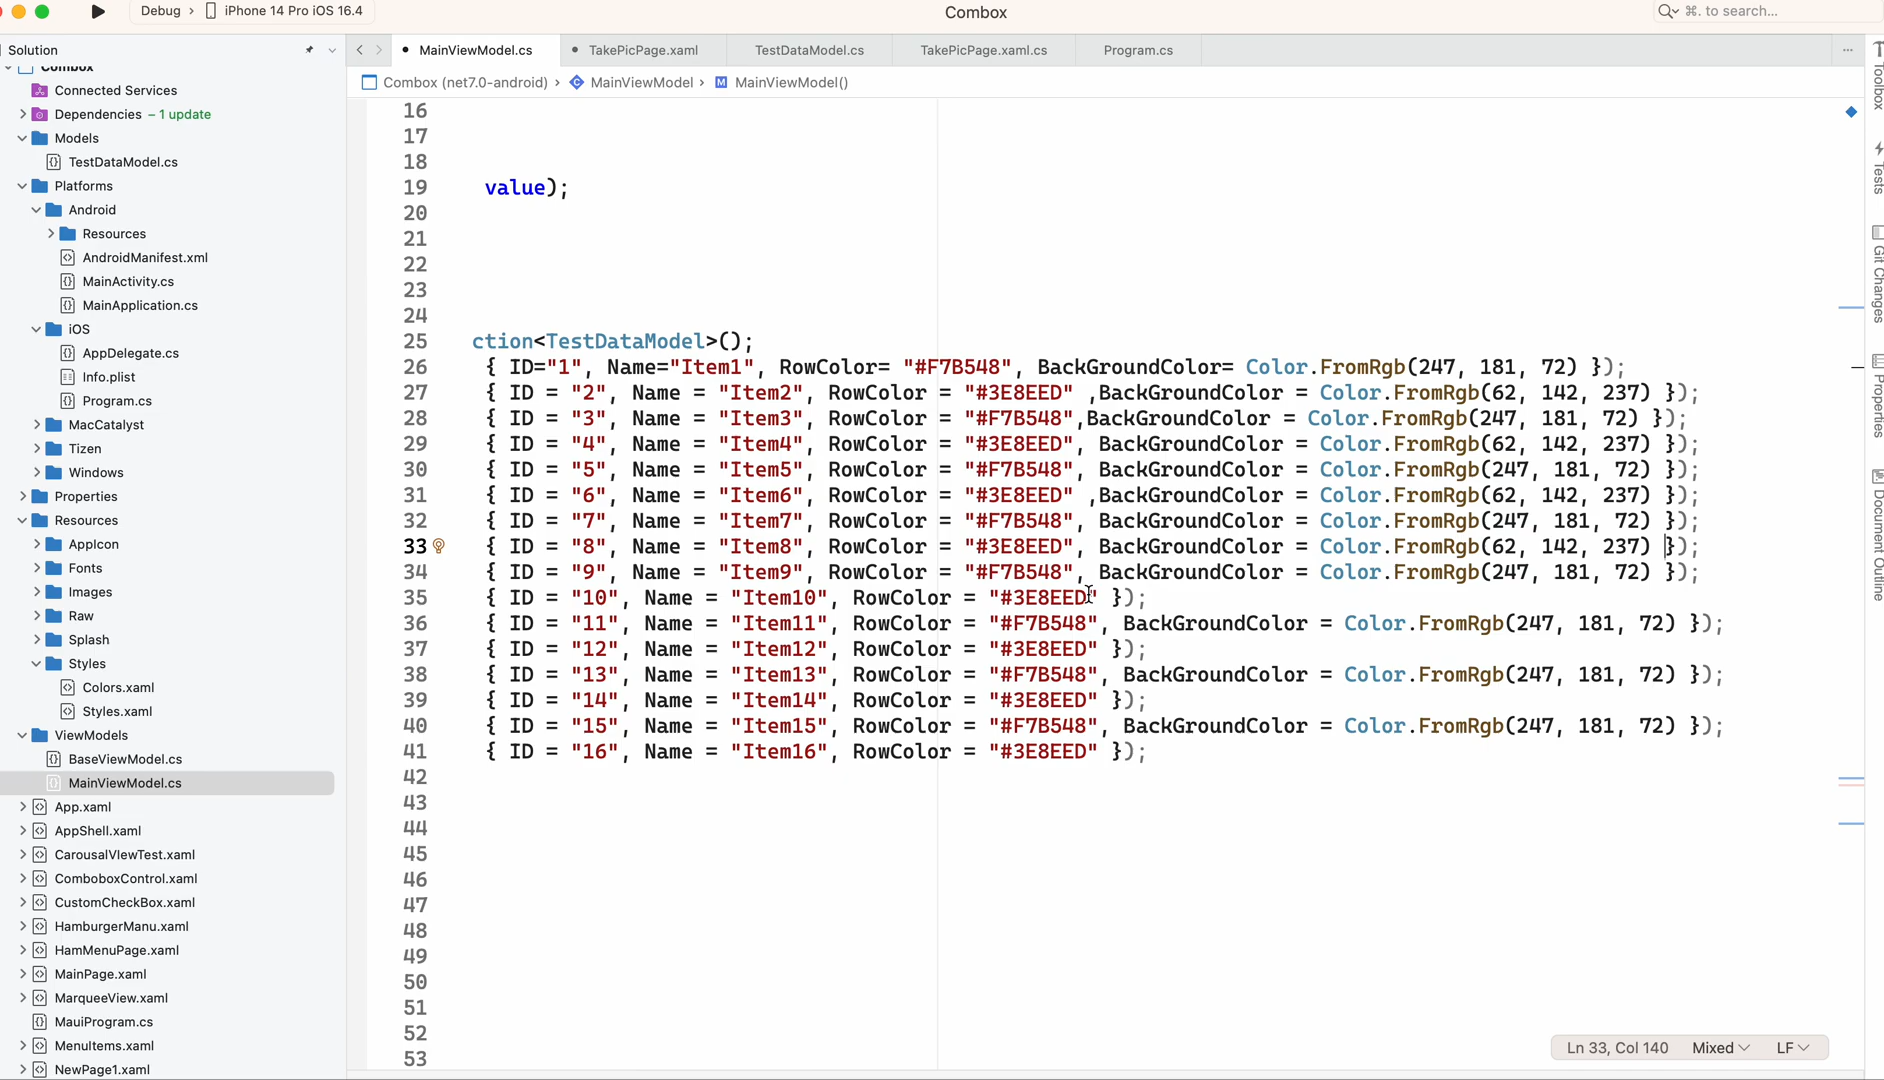 Debug › iPhone 14 Pro iOS 16.4
Combox
⌘. to search...
Solution
Combox
Connected Services
Dependencies – 1 update
Models
TestDataModel.cs
Platforms
Android
Resources
AndroidManifest.xml
MainActivity.cs
MainApplication.cs
iOS
AppDelegate.cs
Info.plist
Program.cs
MacCatalyst
Tizen
Windows
Properties
Resources
AppIcon
Fonts
Images
Raw
Splash
Styles
Colors.xaml
Styles.xaml
ViewModels
BaseViewModel.cs
MainViewModel.cs
App.xaml
AppShell.xaml
CarousalVIewTest.xaml
ComboboxControl.xaml
CustomCheckBox.xaml
HamburgerManu.xaml
HamMenuPage.xaml
MainPage.xaml
MarqueeView.xaml
MauiProgram.cs
MenuItems.xaml
NewPage1.xaml
MainViewModel.cs TakePicPage.xaml TestDataModel.cs TakePicPage.xaml.cs Program.cs
Combox (net7.0-android) › MainViewModel › M MainViewModel()
16
17
18
19 value);
20
21
22
23
24
25 ction<TestDataModel>();
26 { ID="1", Name="Item1", RowColor= "#F7B548", BackGroundColor= Color.FromRgb(247, 181, 72) });
27 { ID = "2", Name = "Item2", RowColor = "#3E8EED" ,BackGroundColor = Color.FromRgb(62, 142, 237) });
28 { ID = "3", Name = "Item3", RowColor = "#F7B548",BackGroundColor = Color.FromRgb(247, 181, 72) });
29 { ID = "4", Name = "Item4", RowColor = "#3E8EED", BackGroundColor = Color.FromRgb(62, 142, 237) });
30 { ID = "5", Name = "Item5", RowColor = "#F7B548", BackGroundColor = Color.FromRgb(247, 181, 72) });
31 { ID = "6", Name = "Item6", RowColor = "#3E8EED" ,BackGroundColor = Color.FromRgb(62, 142, 237) });
32 { ID = "7", Name = "Item7", RowColor = "#F7B548", BackGroundColor = Color.FromRgb(247, 181, 72) });
33 { ID = "8", Name = "Item8", RowColor = "#3E8EED", BackGroundColor = Color.FromRgb(62, 142, 237) });
34 { ID = "9", Name = "Item9", RowColor = "#F7B548", BackGroundColor = Color.FromRgb(247, 181, 72) });
35 { ID = "10", Name = "Item10", RowColor = "#3E8EED" });
36 { ID = "11", Name = "Item11", RowColor = "#F7B548", BackGroundColor = Color.FromRgb(247, 181, 72) });
37 { ID = "12", Name = "Item12", RowColor = "#3E8EED" });
38 { ID = "13", Name = "Item13", RowColor = "#F7B548", BackGroundColor = Color.FromRgb(247, 181, 72) });
39 { ID = "14", Name = "Item14", RowColor = "#3E8EED" });
40 { ID = "15", Name = "Item15", RowColor = "#F7B548", BackGroundColor = Color.FromRgb(247, 181, 72) });
41 { ID = "16", Name = "Item16", RowColor = "#3E8EED" });
42
43
44
45
46
47
48
49
50
51
52
53
Ln 33, Col 140 Mixed LF
Toolbox
Tests
Git Changes
Properties
Document Outline